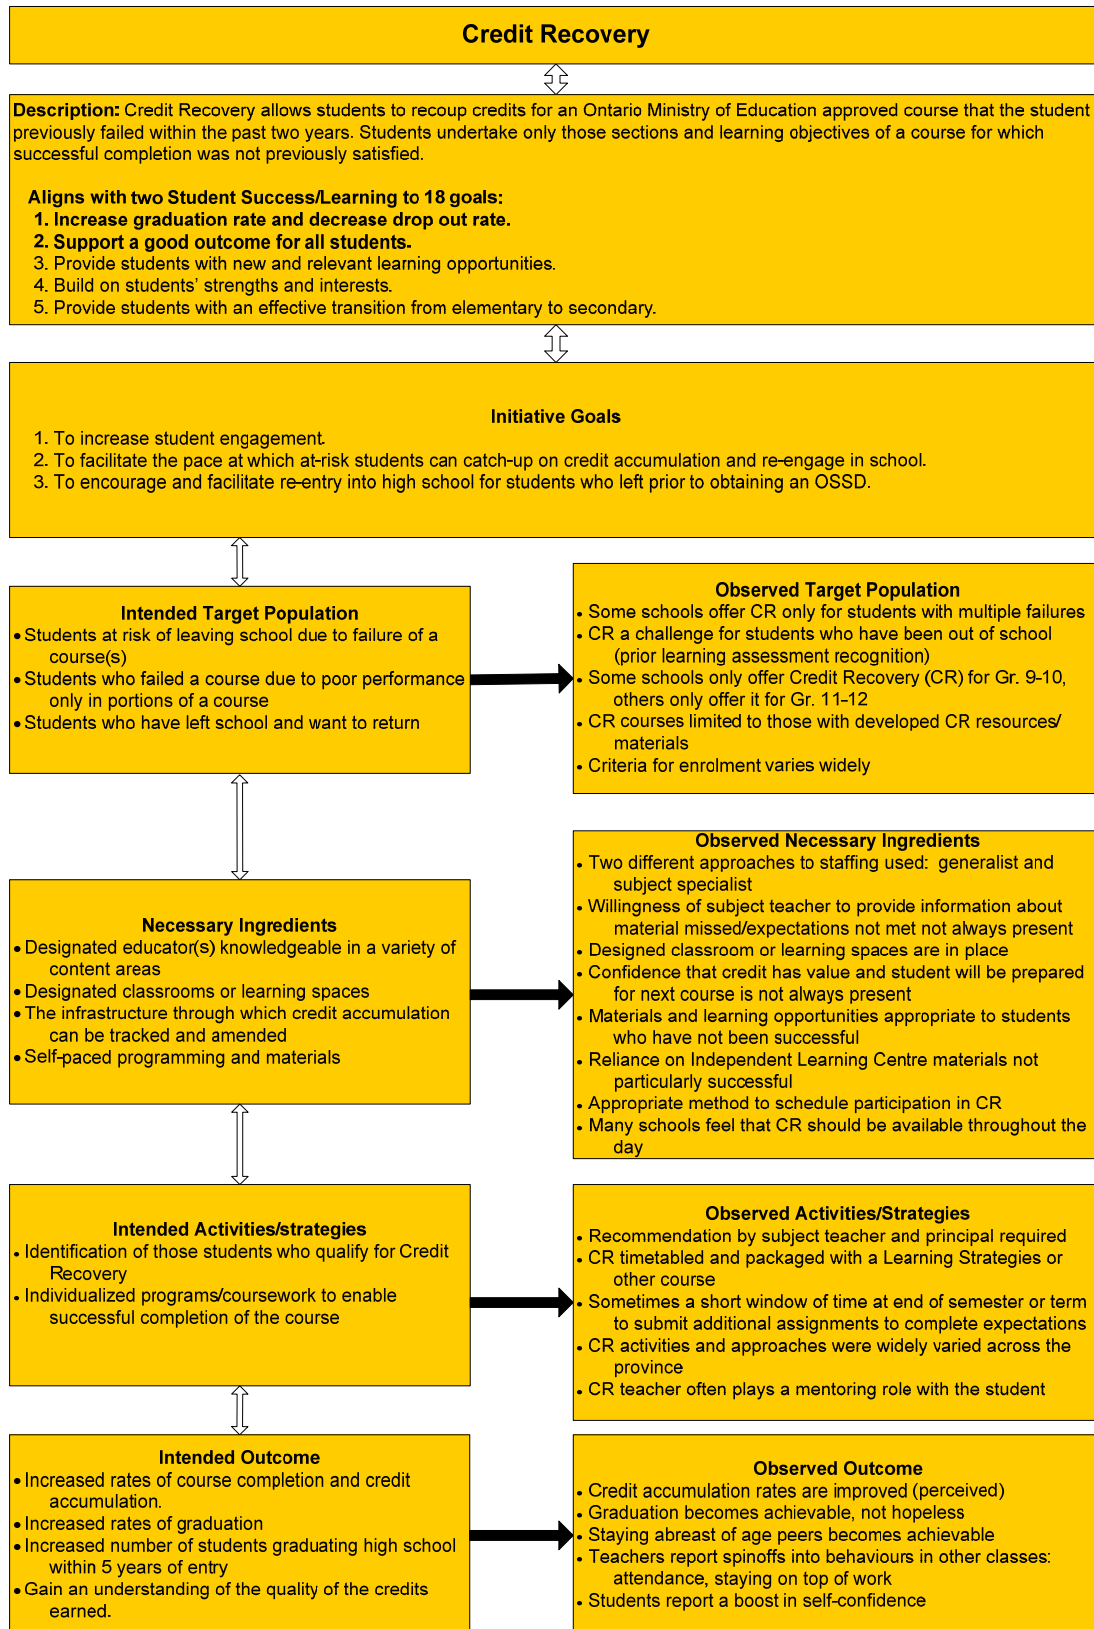 Credit Recovery
Description: Credit Recovery allows students to recoup credits for an Ontario Ministry of Education approved course that the student
previously failed within the past two years. Students undertake only those sections and learning objectives of a course for which
successful completion was not previously satisfied.
Aligns with two Student Success/Learning to 18 goals:
1. Increase graduation rate and decrease drop out rate.
2. Support a good outcome for all students.
3. Provide students with new and relevant learning opportunities.
4. Build on students' strengths and interests.
5. Provide students with an effective transition from elementary to secondary.
Initiative Goals
1. To increase student engagement.
2. To facilitate the pace at which at-risk students can catch-up on credit accumulation and re-engage in school.
3. To encourage and facilitate re-entry into high school for students who left prior to obtaining an OSSD.
Intended Target Population
• Students at risk of leaving school due to failure of a
course(s)
• Students who failed a course due to poor performance
only in portions of a course
• Students who have left school and want to return
Observed Target Population
• Some schools offer CR only for students with multiple failures
• CR a challenge for students who have been out of school
(prior learning assessment recognition)
• Some schools only offer Credit Recovery (CR) for Gr. 9-10,
others only offer it for Gr. 11-12
• CR courses limited to those with developed CR resources/
materials
• Criteria for enrolment varies widely
Necessary Ingredients
• Designated educator(s) knowledgeable in a variety of
content areas
• Designated classrooms or learning spaces
• The infrastructure through which credit accumulation
can be tracked and amended
• Self-paced programming and materials
Observed Necessary Ingredients
• Two different approaches to staffing used: generalist and
subject specialist
• Willingness of subject teacher to provide information about
material missed/expectations not met not always present
• Designed classroom or learning spaces are in place
• Confidence that credit has value and student will be prepared
for next course is not always present
• Materials and learning opportunities appropriate to students
who have not been successful
• Reliance on Independent Learning Centre materials not
particularly successful
• Appropriate method to schedule participation in CR
• Many schools feel that CR should be available throughout the
day
Intended Activities/strategies
• Identification of those students who qualify for Credit
Recovery
• Individualized programs/coursework to enable
successful completion of the course
Observed Activities/Strategies
• Recommendation by subject teacher and principal required
• CR timetabled and packaged with a Learning Strategies or
other course
• Sometimes a short window of time at end of semester or term
to submit additional assignments to complete expectations
• CR activities and approaches were widely varied across the
province
• CR teacher often plays a mentoring role with the student
Intended Outcome
• Increased rates of course completion and credit
accumulation.
• Increased rates of graduation
• Increased number of students graduating high school
within 5 years of entry
• Gain an understanding of the quality of the credits
earned.
Observed Outcome
• Credit accumulation rates are improved (perceived)
• Graduation becomes achievable, not hopeless
• Staying abreast of age peers becomes achievable
• Teachers report spinoffs into behaviours in other classes:
attendance, staying on top of work
• Students report a boost in self-confidence